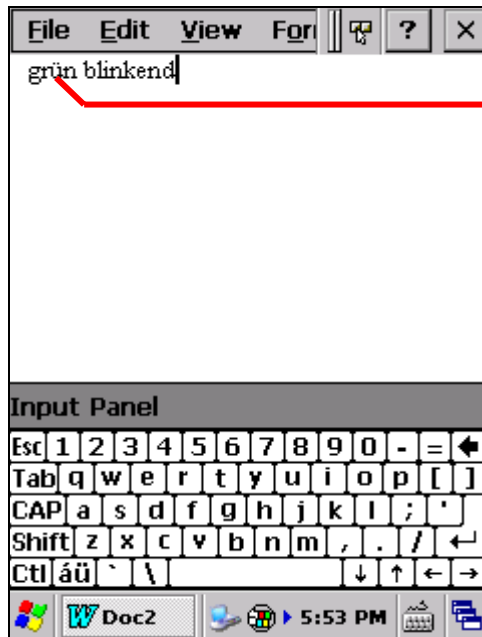 File Edit View For ? ×
grün blinkend
Input Panel
Esc 1 2 3 4 5 6 7 8 9 0 - = 
Tab q w e r t y u i o p [ ]
CAP a s d f g h j k l ; '
Shift z x c v b n m , . / ↵
Ctl áü ` \ ↓ ↑ ← →
W Doc2 5:53 PM